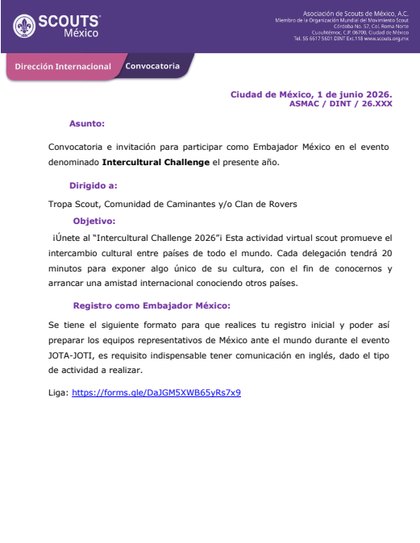 SCOUTS
México
Asociación de Scouts de México, A.C.
Miembro de la Organización Mundial del Movimiento Scout
Córdoba No. 57, Col. Roma Norte
Cuauhtémoc, C.P. 06700, Ciudad de México
Tel. 55 6617 5501 DINT Ext.118 www.scouts.org.mx
Dirección Internacional
Convocatoria
Ciudad de México, 1 de junio 2026.
ASMAC / DINT / 26.XXX
Asunto:
Convocatoria e invitación para participar como Embajador México en el evento
denominado Intercultural Challenge el presente año.
Dirigido a:
Tropa Scout, Comunidad de Caminantes y/o Clan de Rovers
Objetivo:
¡Únete al “Intercultural Challenge 2026”¡ Esta actividad virtual scout promueve el
intercambio cultural entre países de todo el mundo. Cada delegación tendrá 20
minutos para exponer algo único de su cultura, con el fin de conocernos y
arrancar una amistad internacional conociendo otros países.
Registro como Embajador México:
Se tiene el siguiente formato para que realices tu registro inicial y poder así
preparar los equipos representativos de México ante el mundo durante el evento
JOTA-JOTI, es requisito indispensable tener comunicación en inglés, dado el tipo
de actividad a realizar.
Liga: https://forms.gle/DaJGM5XWB65yRs7x9